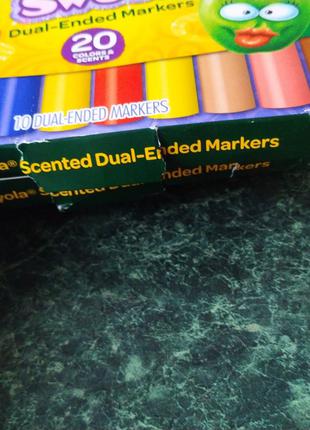 Dual-Ended Markers
20
COLORS &
SCENTS
10 DUAL-ENDED MARKERS
Scented Dual-Ended Markers
Scented Dual-Ended Markers